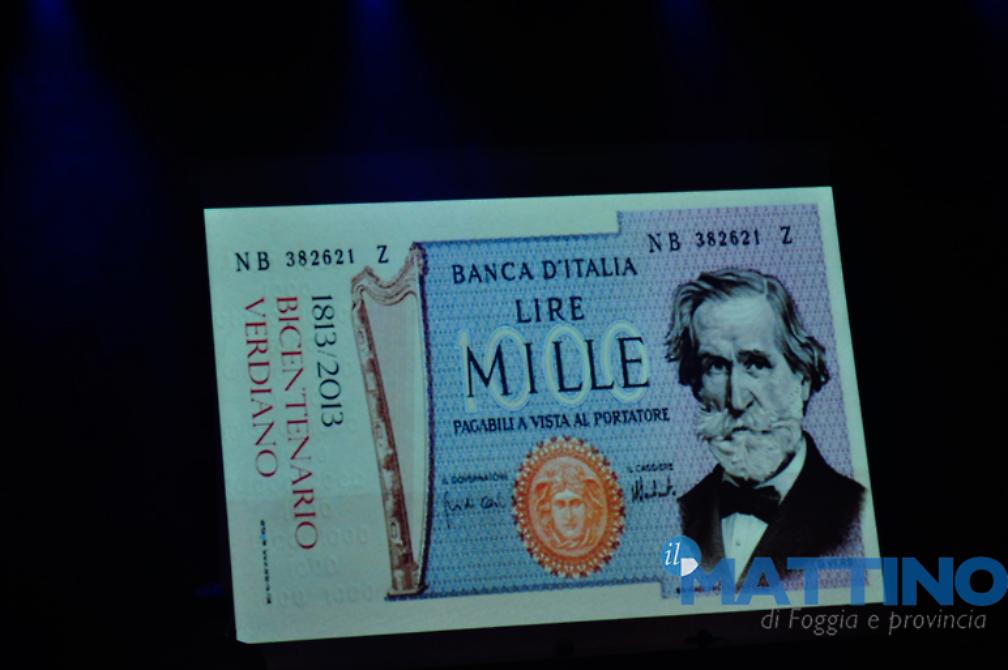 NB 382621 Z
NB 382621 Z
BANCA D'ITALIA
LIRE
1000
MILLE
PAGABILI A VISTA AL PORTATORE
IL GOVERNATORE
IL CASSIERE
1813/2013
BICENTENARIO
VERDIANO
il MATTINO
di Foggia e provincia